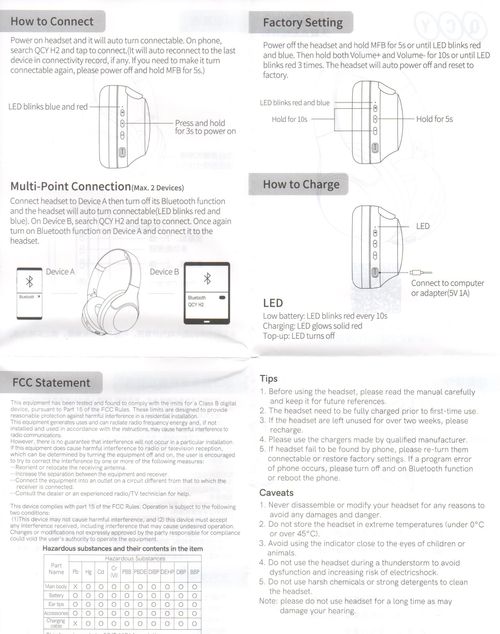 How to Connect
Power on headset and it will auto turn connectable. On phone,
search QCY H2 and tap to connect.(It will auto reconnect to the last
device in connectivity record, if any. If you need to make it turn
connectable again, please power off and hold MFB for 5s.)
LED blinks blue and red
Press and hold
for 3s to power on
Multi-Point Connection(Max. 2 Devices)
Connect headset to Device A then turn off its Bluetooth function
and the headset will auto turn connectable(LED blinks red and
blue). On Device B, search QCY H2 and tap to connect. Once again
turn on Bluetooth function on Device A and connect it to the
headset.
Device A
Bluetooth
Device B
Bluetooth
QCY H2
Factory Setting
Power off the headset and hold MFB for 5s or until LED blinks red
and blue. Then hold both Volume+ and Volume- for 10s or until LED
blinks red 3 times. The headset will auto power off and reset to
factory.
LED blinks red and blue
Hold for 10s
Hold for 5s
How to Charge
LED
Connect to computer
or adapter(5V 1A)
LED
Low battery: LED blinks red every 10s
Charging: LED glows solid red
Top-up: LED turns off
FCC Statement
This equipment has been tested and found to comply with the limits for a Class B digital
device, pursuant to Part 15 of the FCC Rules. These limits are designed to provide
reasonable protection against harmful interference in a residential installation.
This equipment generates uses and can radiate radio frequency energy and, if not
installed and used in accordance with the instructions, may cause harmful interference to
radio communications.
However, there is no guarantee that interference will not occur in a particular installation
If this equipment does cause harmful interference to radio or television reception,
which can be determined by turning the equipment off and on, the user is encouraged
to try to correct the interference by one or more of the following measures:
—Reorient or relocate the receiving antenna.
—Increase the separation between the equipment and receiver.
—Connect the equipment into an outlet on a circuit different from that to which the
receiver is connected.
—Consult the dealer or an experienced radio/TV technician for help.
This device complies with part 15 of the FCC Rules. Operation is subject to the following
two conditions:
(1)This device may not cause harmful interference, and (2) this device must accept
any interference received, including interference that may cause undesired operation.
Changes or modifications not expressly approved by the party responsible for compliance
could void the user's authority to operate the equipment.
Hazardous substances and their contents in the item
Part Name
Hazardous Substances
Pb Hg Cd Cr (VI) PBB PBDE DIBP DEHP DBP BBP
Main body X O O O O O O O O O
Battery O O O O O O O O O O
Ear tips O O O O O O O O O O
Accessories O O O O O O O O O O
Charging cable X O O O O O O O O O
Tips
1. Before using the headset, please read the manual carefully
and keep it for future references.
2. The headset need to be fully charged prior to first-time use.
3. If the headset are left unused for over two weeks, please
recharge.
4. Please use the chargers made by qualified manufacturer.
5. If headset fail to be found by phone, please re-turn them
connectable or restore factory settings. If a program error
of phone occurs, please turn off and on Bluetooth function
or reboot the phone.
Caveats
1. Never disassemble or modify your headset for any reasons to
avoid any damages and danger.
2. Do not store the headset in extreme temperatures (under 0°C
or over 45°C).
3. Avoid using the indicator close to the eyes of children or
animals.
4. Do not use the headset during a thunderstorm to avoid
dysfunction and increasing risk of electricshock.
5. Do not use harsh chemicals or strong detergents to clean
the headset.
Note: please do not use headset for a long time as may
damage your hearing.